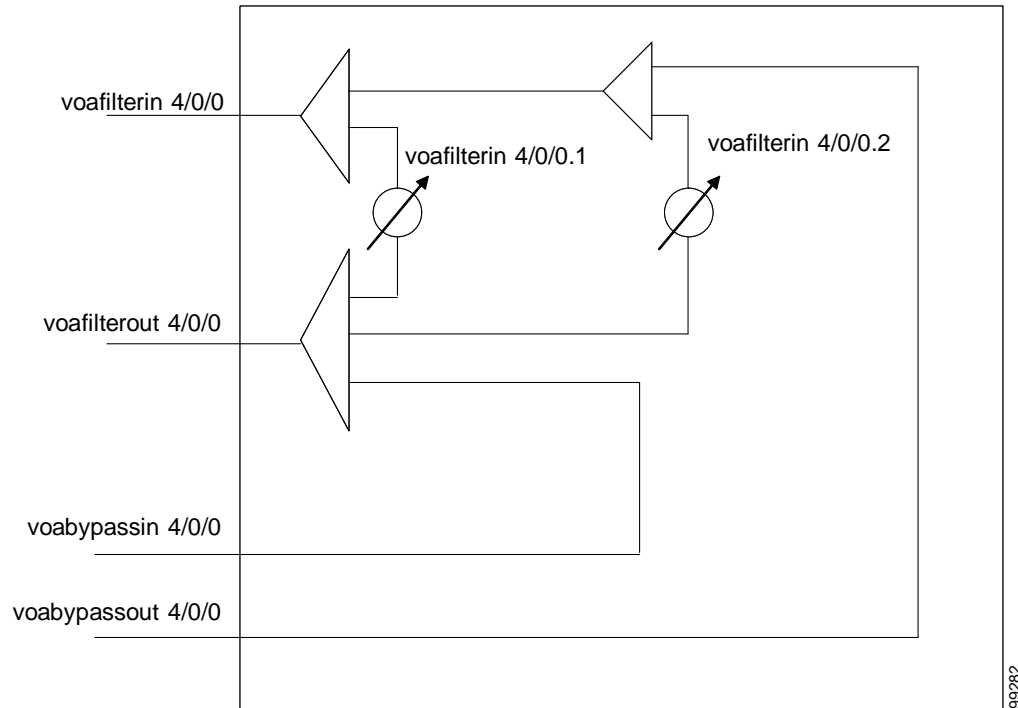 voafilterin 4/0/0
voafilterin 4/0/0.1
voafilterin 4/0/0.2
voafilterout 4/0/0
voabypassin 4/0/0
voabypassout 4/0/0
99282